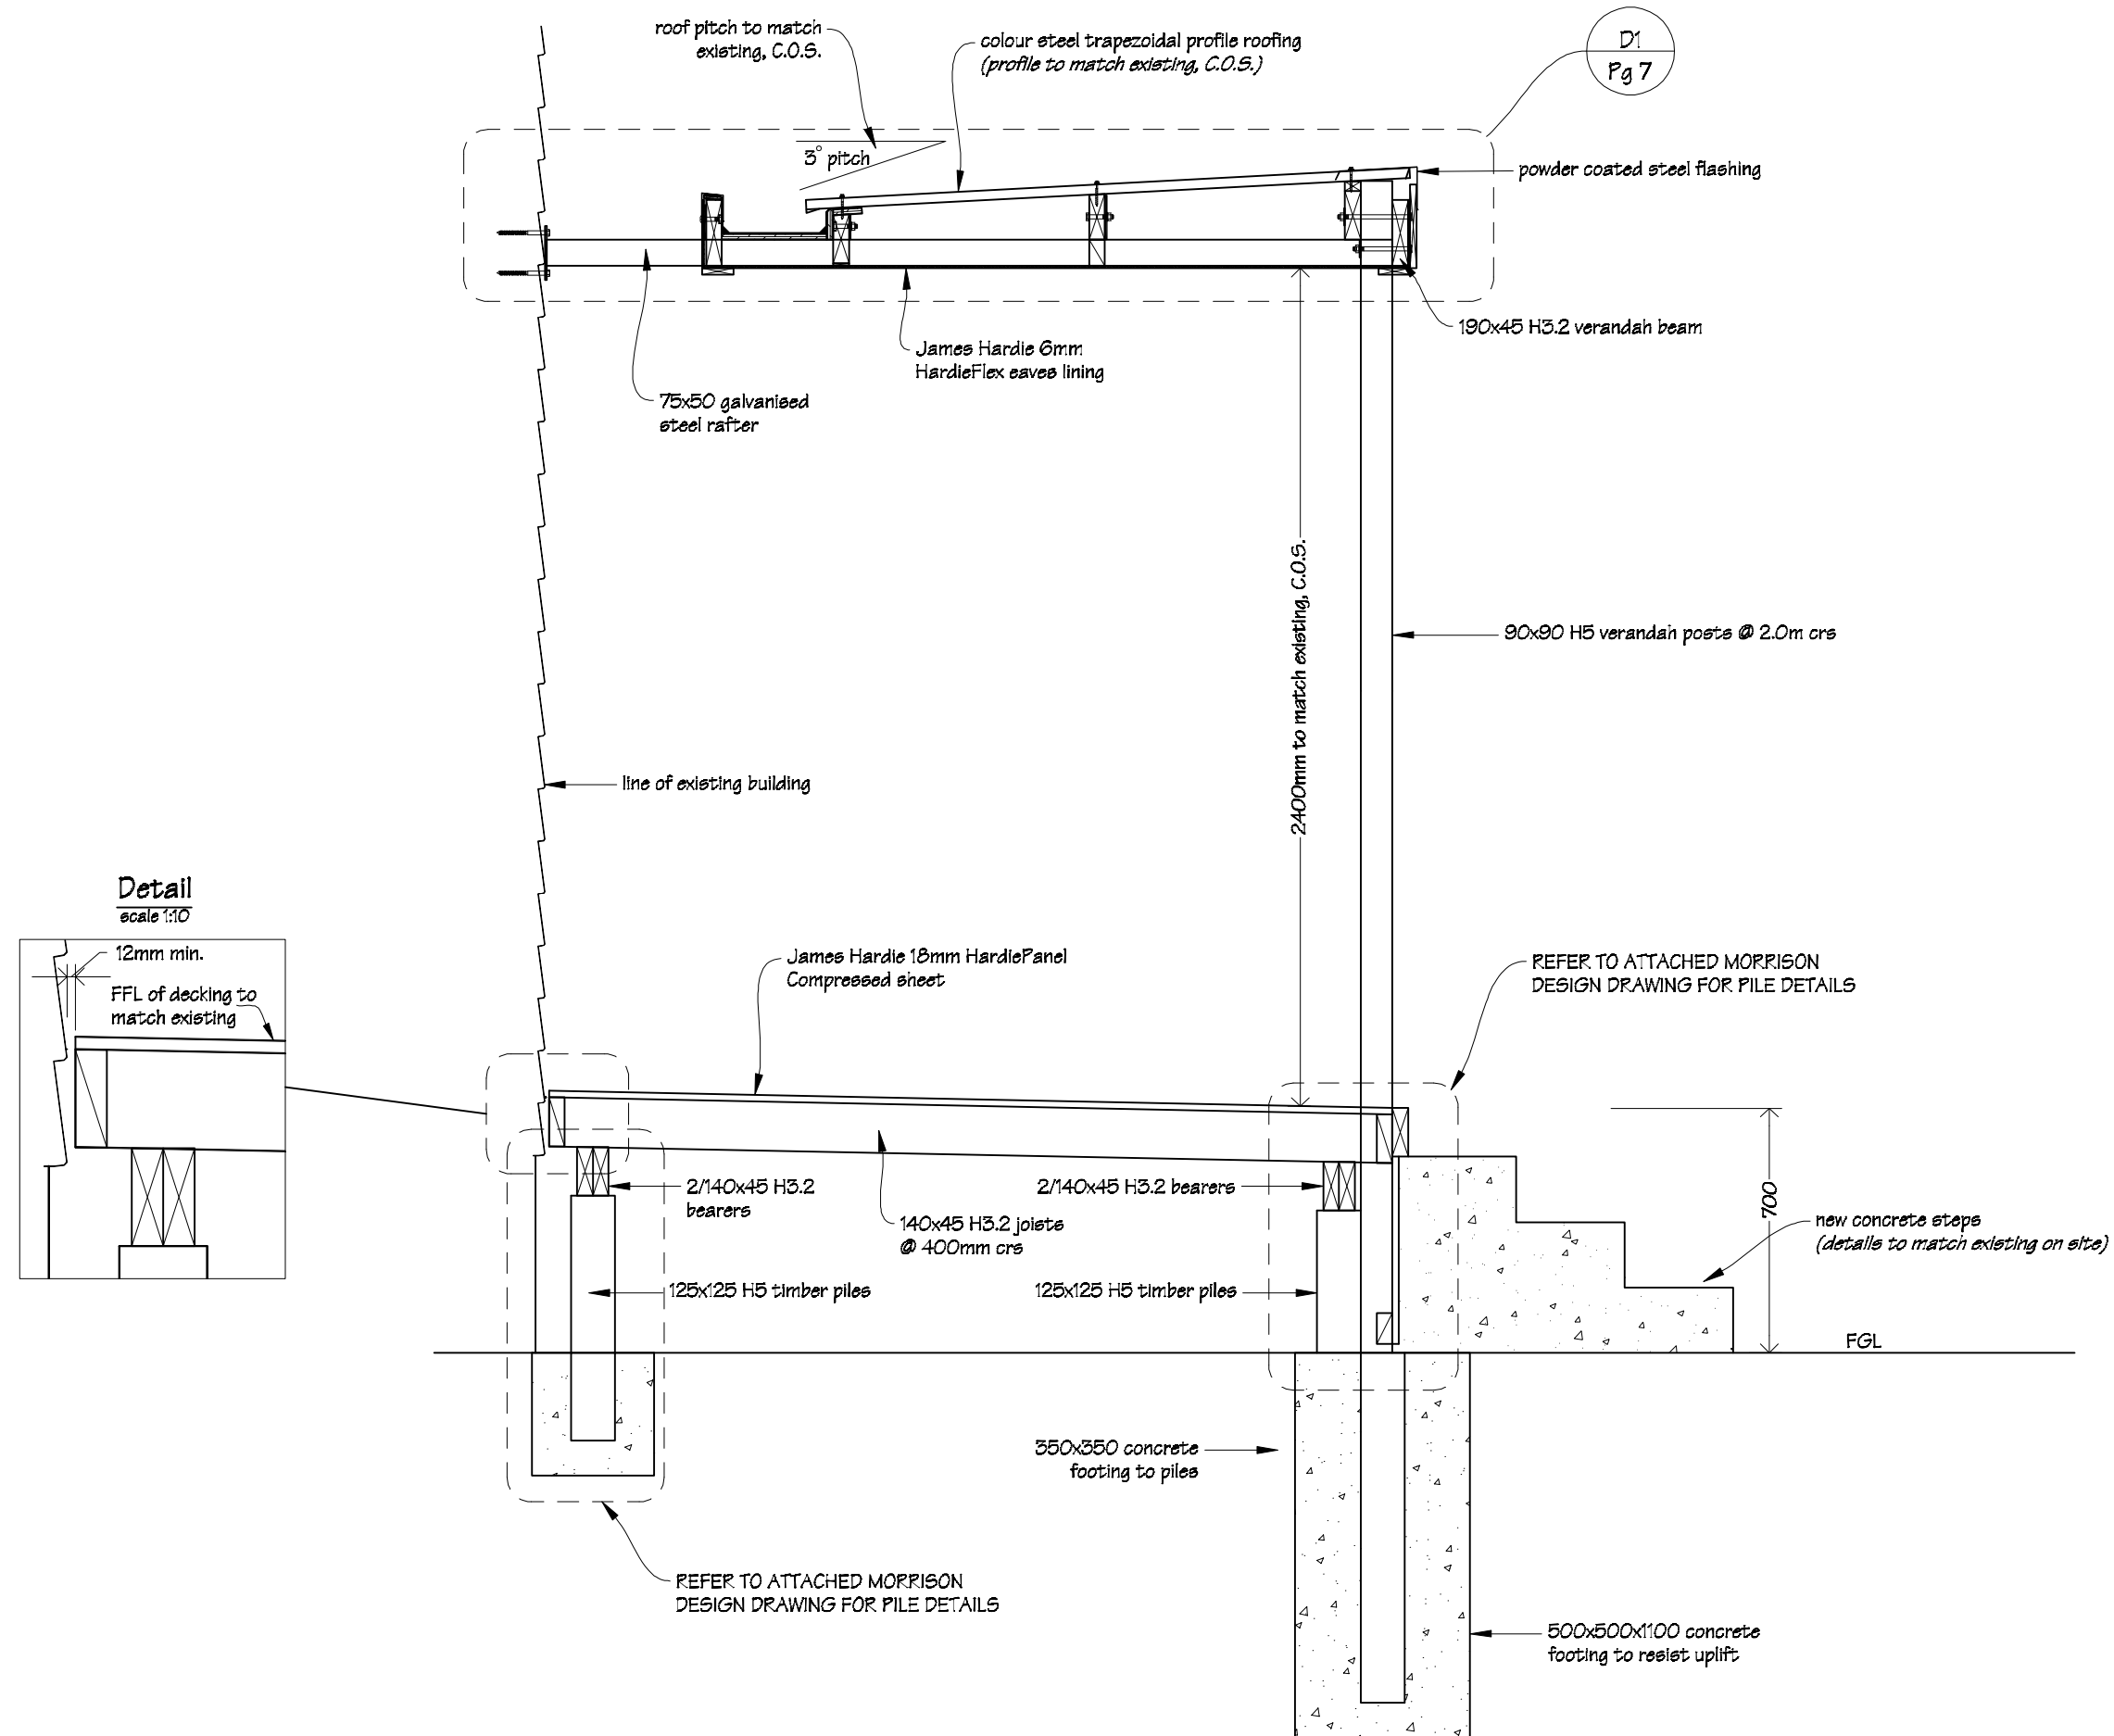 roof pitch to match
existing, C.O.S.
colour steel trapezoidal profile roofing
(profile to match existing, C.O.S.)
D1
Pg 7
3° pitch
powder coated steel flashing
190x45 H3.2 verandah beam
James Hardie 6mm
HardieFlex eaves lining
75x50 galvanised
steel rafter
2400mm to match existing, C.O.S.
90x90 H5 verandah posts @ 2.0m crs
line of existing building
Detail
scale 1:10
12mm min.
FFL of decking to
match existing
James Hardie 18mm HardiePanel
Compressed sheet
REFER TO ATTACHED MORRISON
DESIGN DRAWING FOR PILE DETAILS
2/140x45 H3.2
bearers
2/140x45 H3.2 bearers
140x45 H3.2 joists
@ 400mm crs
700
new concrete steps
(details to match existing on site)
125x125 H5 timber piles
125x125 H5 timber piles
FGL
350x350 concrete
footing to piles
REFER TO ATTACHED MORRISON
DESIGN DRAWING FOR PILE DETAILS
500x500x1100 concrete
footing to resist uplift